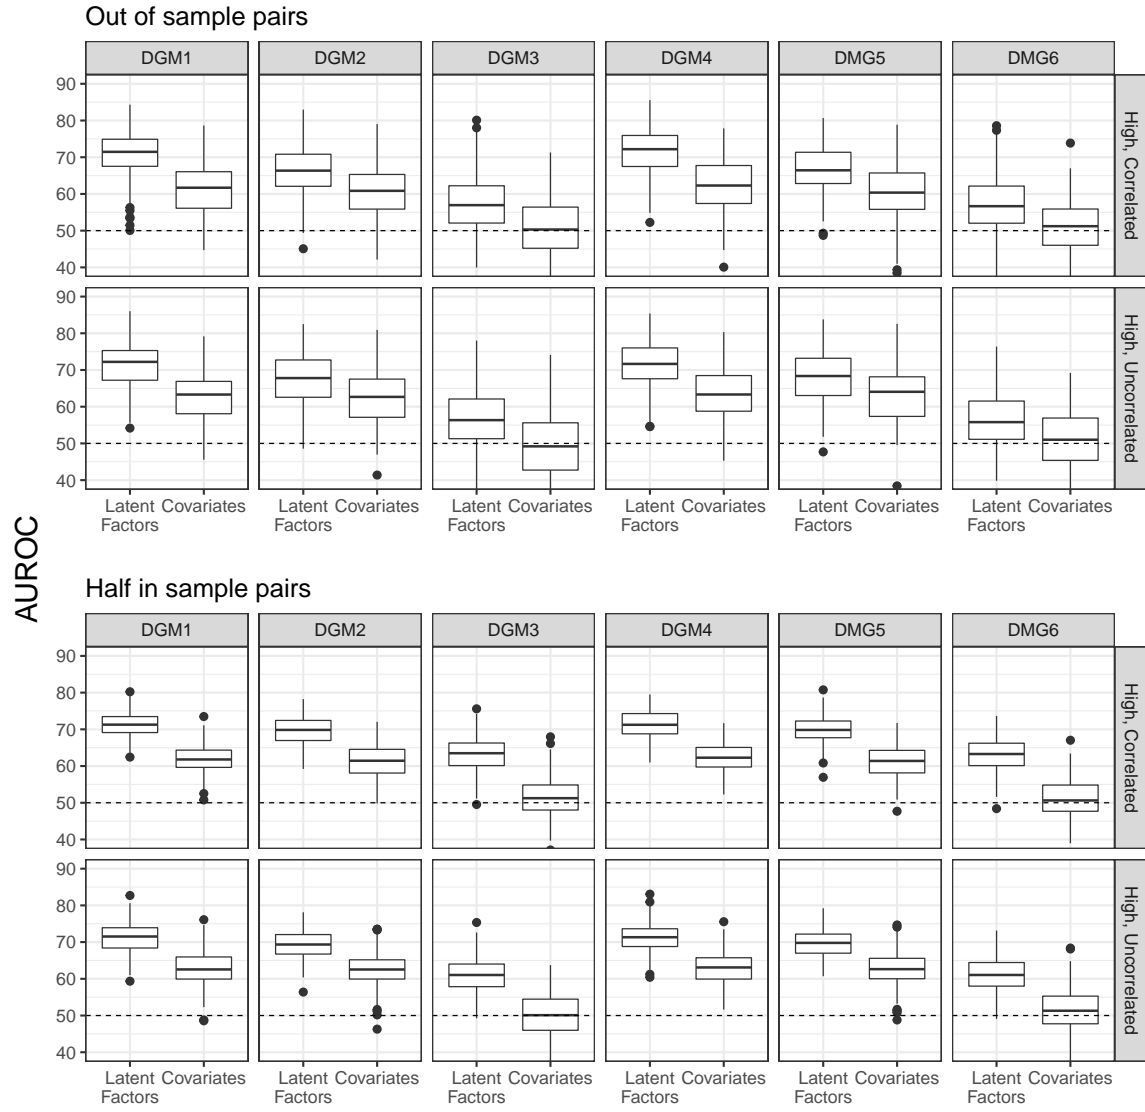 Out of sample pairs
DGM1 DGM2 DGM3 DGM4 DMG5 DMG6
90
80
70
60
50
40
High, Correlated
90
80
70
60
50
40
High, Uncorrelated
Latent Covariates Latent Covariates Latent Covariates Latent Covariates Latent Covariates Latent Covariates
Factors Factors Factors Factors Factors Factors
AUROC
Half in sample pairs
DGM1 DGM2 DGM3 DGM4 DMG5 DMG6
90
80
70
60
50
40
High, Correlated
90
80
70
60
50
40
High, Uncorrelated
Latent Covariates Latent Covariates Latent Covariates Latent Covariates Latent Covariates Latent Covariates
Factors Factors Factors Factors Factors Factors